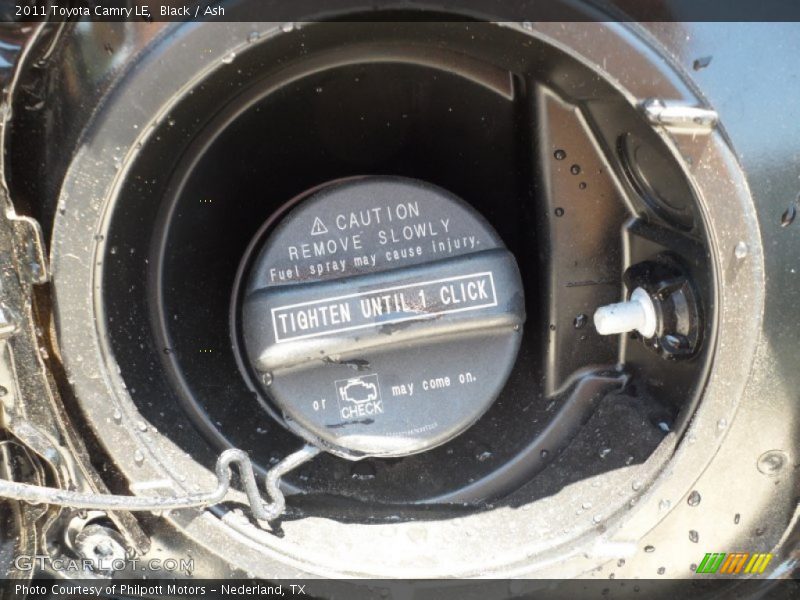 2011 Toyota Camry LE,  Black / Ash
⚠ CAUTION
REMOVE SLOWLY
Fuel spray may cause injury.
TIGHTEN UNTIL 1 CLICK
or CHECK may come on.
GTCarLot.com
Photo Courtesy of Philpott Motors - Nederland, TX